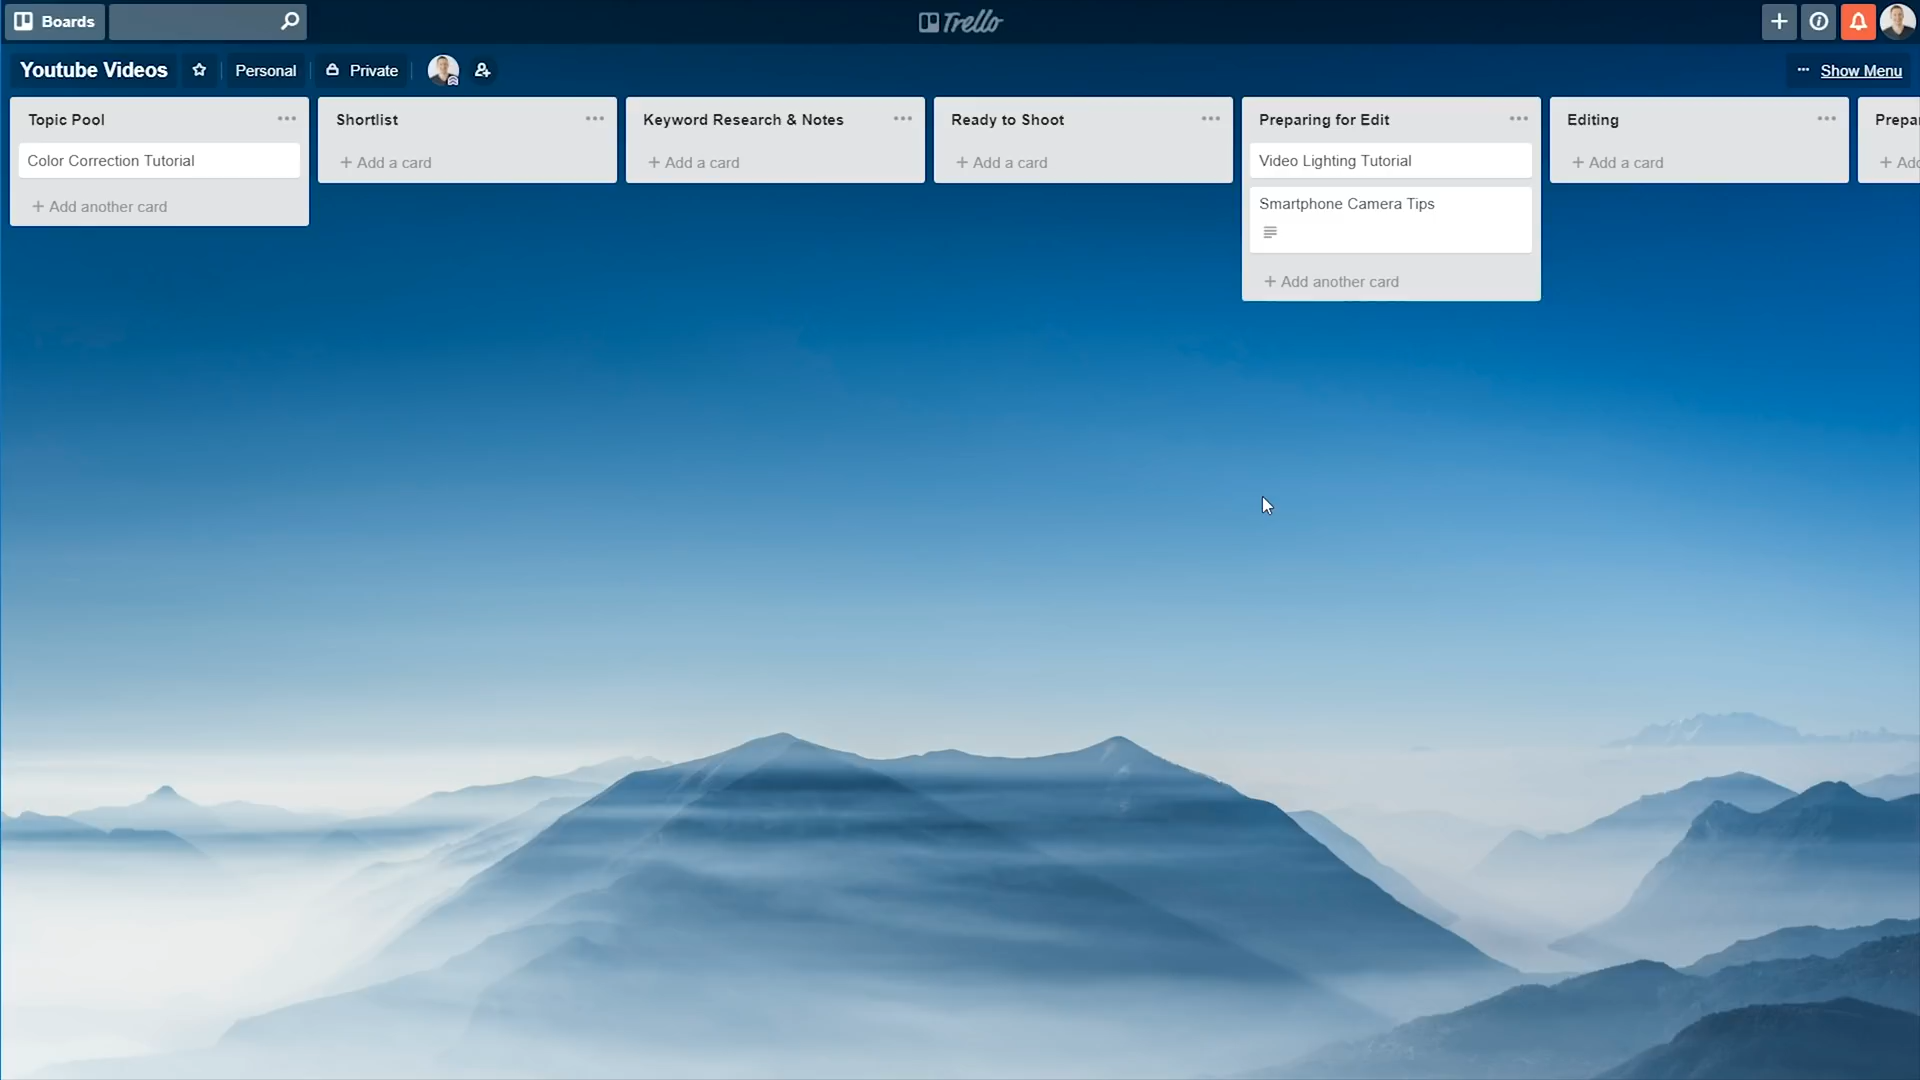 Boards
Trello
Youtube Videos
Personal
Private
Show Menu
Topic Pool
Color Correction Tutorial
+ Add another card
Shortlist
+ Add a card
Keyword Research & Notes
+ Add a card
Ready to Shoot
+ Add a card
Preparing for Edit
Video Lighting Tutorial
Smartphone Camera Tips
+ Add another card
Editing
+ Add a card